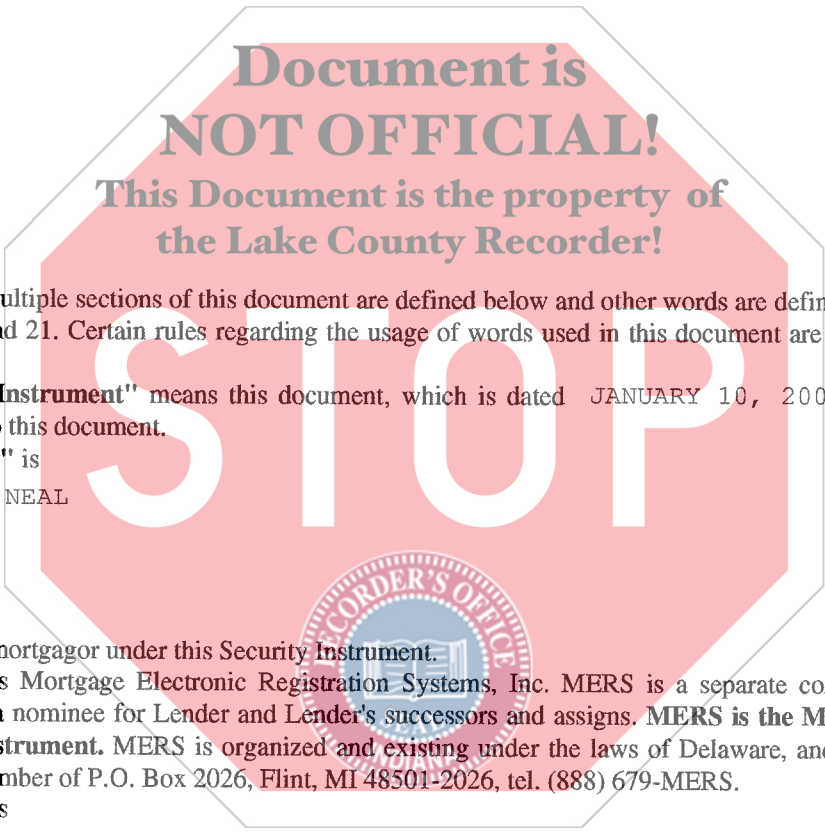 Document is
NOT OFFICIAL!
This Document is the property of
the Lake County Recorder!
ultiple sections of this document are defined below and other words are defin
d 21. Certain rules regarding the usage of words used in this document are
Instrument" means this document, which is dated JANUARY 10, 200
this document.
" is
NEAL
STOP
RECORDER'S OFFICE
SEAL
INDIANA
mortgagor under this Security Instrument.
s Mortgage Electronic Registration Systems, Inc. MERS is a separate co
nominee for Lender and Lender's successors and assigns. MERS is the M
strument. MERS is organized and existing under the laws of Delaware, and
mber of P.O. Box 2026, Flint, MI 48501-2026, tel. (888) 679-MERS.
s